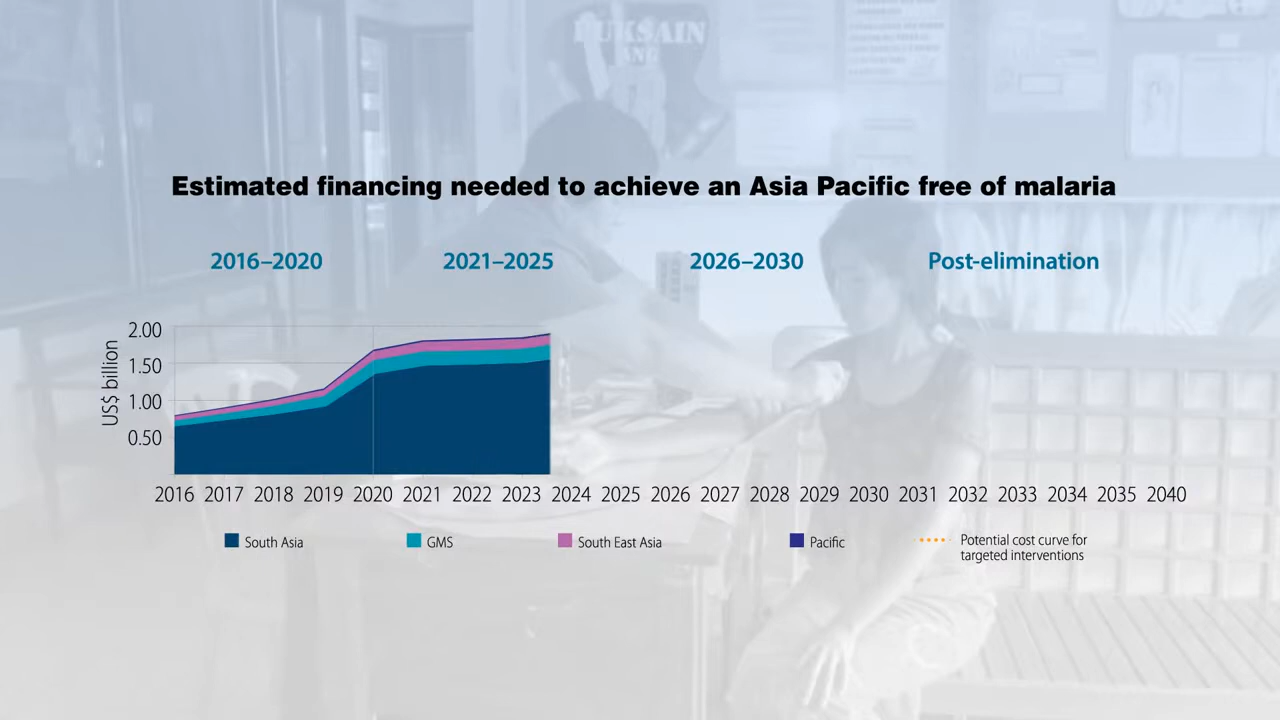 Estimated financing needed to achieve an Asia Pacific free of malaria
2016–2020 2021–2025 2026–2030 Post-elimination
US$ billion
2.00
1.50
1.00
0.50
2016 2017 2018 2019 2020 2021 2022 2023 2024 2025 2026 2027 2028 2029 2030 2031 2032 2033 2034 2035 2036 2040
South Asia
GMS
South East Asia
Pacific
Potential cost curve for
targeted interventions